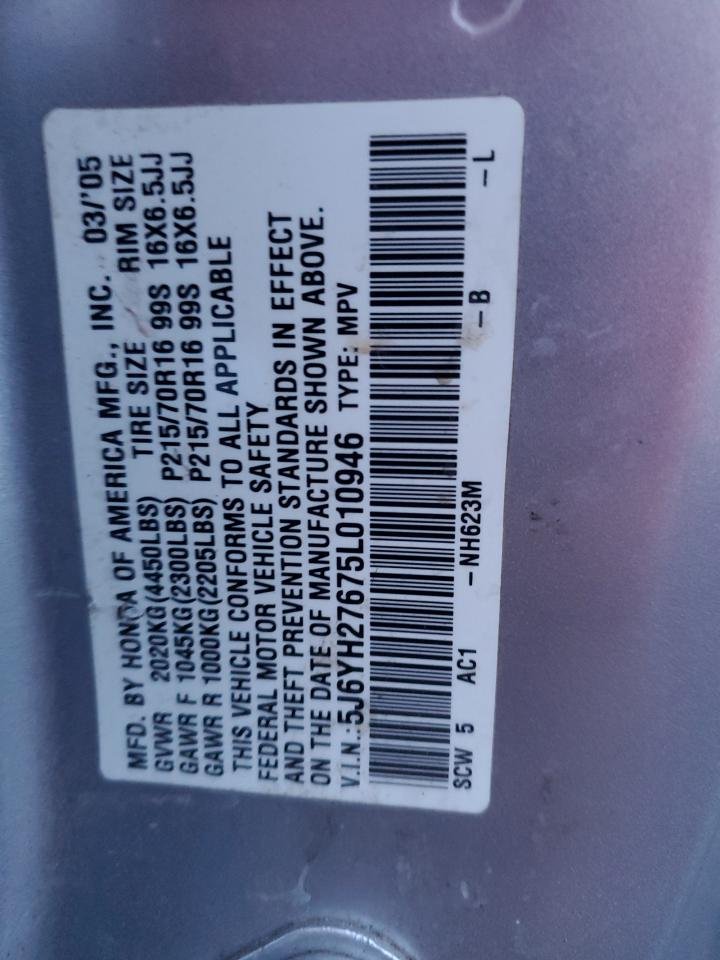 MFD. BY HONDA OF AMERICA MFG., INC. 03/'05
GVWR 2020KG(4450LBS) TIRE SIZE RIM SIZE
GAWR F 1045KG(2300LBS) P215/70R16 99S 16X6.5JJ
GAWR R 1000KG(2205LBS) P215/70R16 99S 16X6.5JJ
THIS VEHICLE CONFORMS TO ALL APPLICABLE
FEDERAL MOTOR VEHICLE SAFETY
AND THEFT PREVENTION STANDARDS IN EFFECT
ON THE DATE OF MANUFACTURE SHOWN ABOVE.
V.I.N.: 5J6YH27675L010946 TYPE: MPV
SCW 5 AC1 -NH623M -B -L